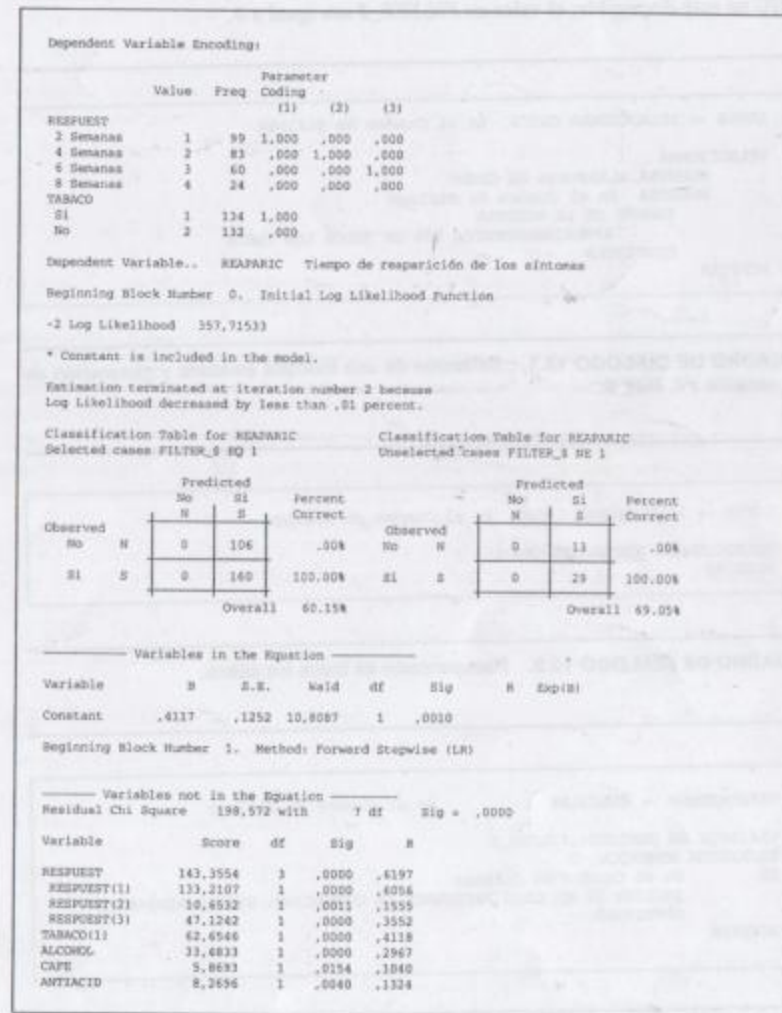 Dependent Variable Encoding:
Parameter
Value Freq Coding
(1) (2) (3)
RESPUEST
2 Semanas 1 99 1,000 ,000 ,000
4 Semanas 2 83 ,000 1,000 ,000
6 Semanas 3 60 ,000 ,000 1,000
8 Semanas 4 24 ,000 ,000 ,000
TABACO
Si 1 134 1,000
No 2 132 ,000
Dependent Variable.. REAPARIC Tiempo de reaparición de los síntomas
Beginning Block Number 0. Initial Log Likelihood Function
-2 Log Likelihood 357,71533
* Constant is included in the model.
Estimation terminated at iteration number 2 because
Log Likelihood decreased by less than ,01 percent.
Classification Table for REAPARIC Classification Table for REAPARIC
Selected cases FILTER_$ EQ 1 Unselected cases FILTER_$ NE 1
Predicted Predicted
No Si Percent No Si Percent
N S Correct N S Correct
Observed Observed
No N 0 106 ,00% No N 0 13 ,00%
Si S 0 160 100,00% Si S 0 29 100,00%
Overall 60,15% Overall 69,05%
Variables in the Equation
Variable B S.E. Wald df Sig R Exp(B)
Constant ,4117 ,1252 10,8087 1 ,0010
Beginning Block Number 1. Method: Forward Stepwise (LR)
Variables not in the Equation
Residual Chi Square 198,572 with 7 df Sig = ,0000
Variable Score df Sig R
RESPUEST 143,3554 3 ,0000 ,6197
RESPUEST(1) 133,2107 1 ,0000 ,6056
RESPUEST(2) 10,6532 1 ,0011 ,1555
RESPUEST(3) 47,1242 1 ,0000 ,3552
TABACO(1) 62,6546 1 ,0000 ,4118
ALCOHOL 33,4833 1 ,0000 ,2967
CAFE 5,8693 1 ,0154 ,1040
ANTIACID 8,2656 1 ,0040 ,1324